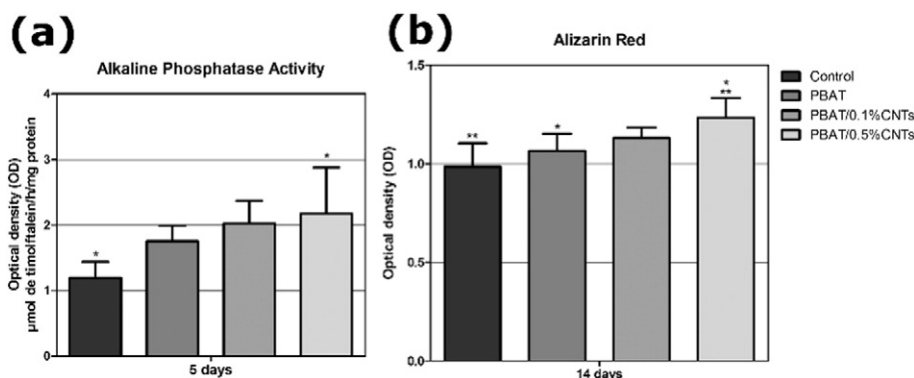 (a)
Alkaline Phosphatase Activity
Optical density (OD)
µmol de timolftalein/h/mg protein
4
3
2
1
0
*
*
5 days
(b)
Alizarin Red
Optical density (OD)
1.5
1.0
0.5
0.0
**
*
*
**
14 days
Control
PBAT
PBAT/0.1%CNTs
PBAT/0.5%CNTs